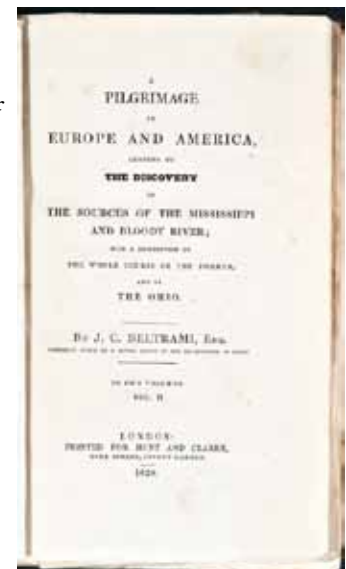 r
A
PILGRIMAGE
IN
EUROPE AND AMERICA,
LEADING TO
THE DISCOVERY
OF
THE SOURCES OF THE MISSISSIPPI
AND BLOODY RIVER;
WITH A DESCRIPTION OF
THE WHOLE COURSE OF THE FORMER,
AND OF
THE OHIO.
By J. C. BELTRAMI, Esq.
IN TWO VOLUMES
VOL. II.
LONDON:
PRINTED FOR HUNT AND CLARKE,
COVENT GARDEN.
1828.